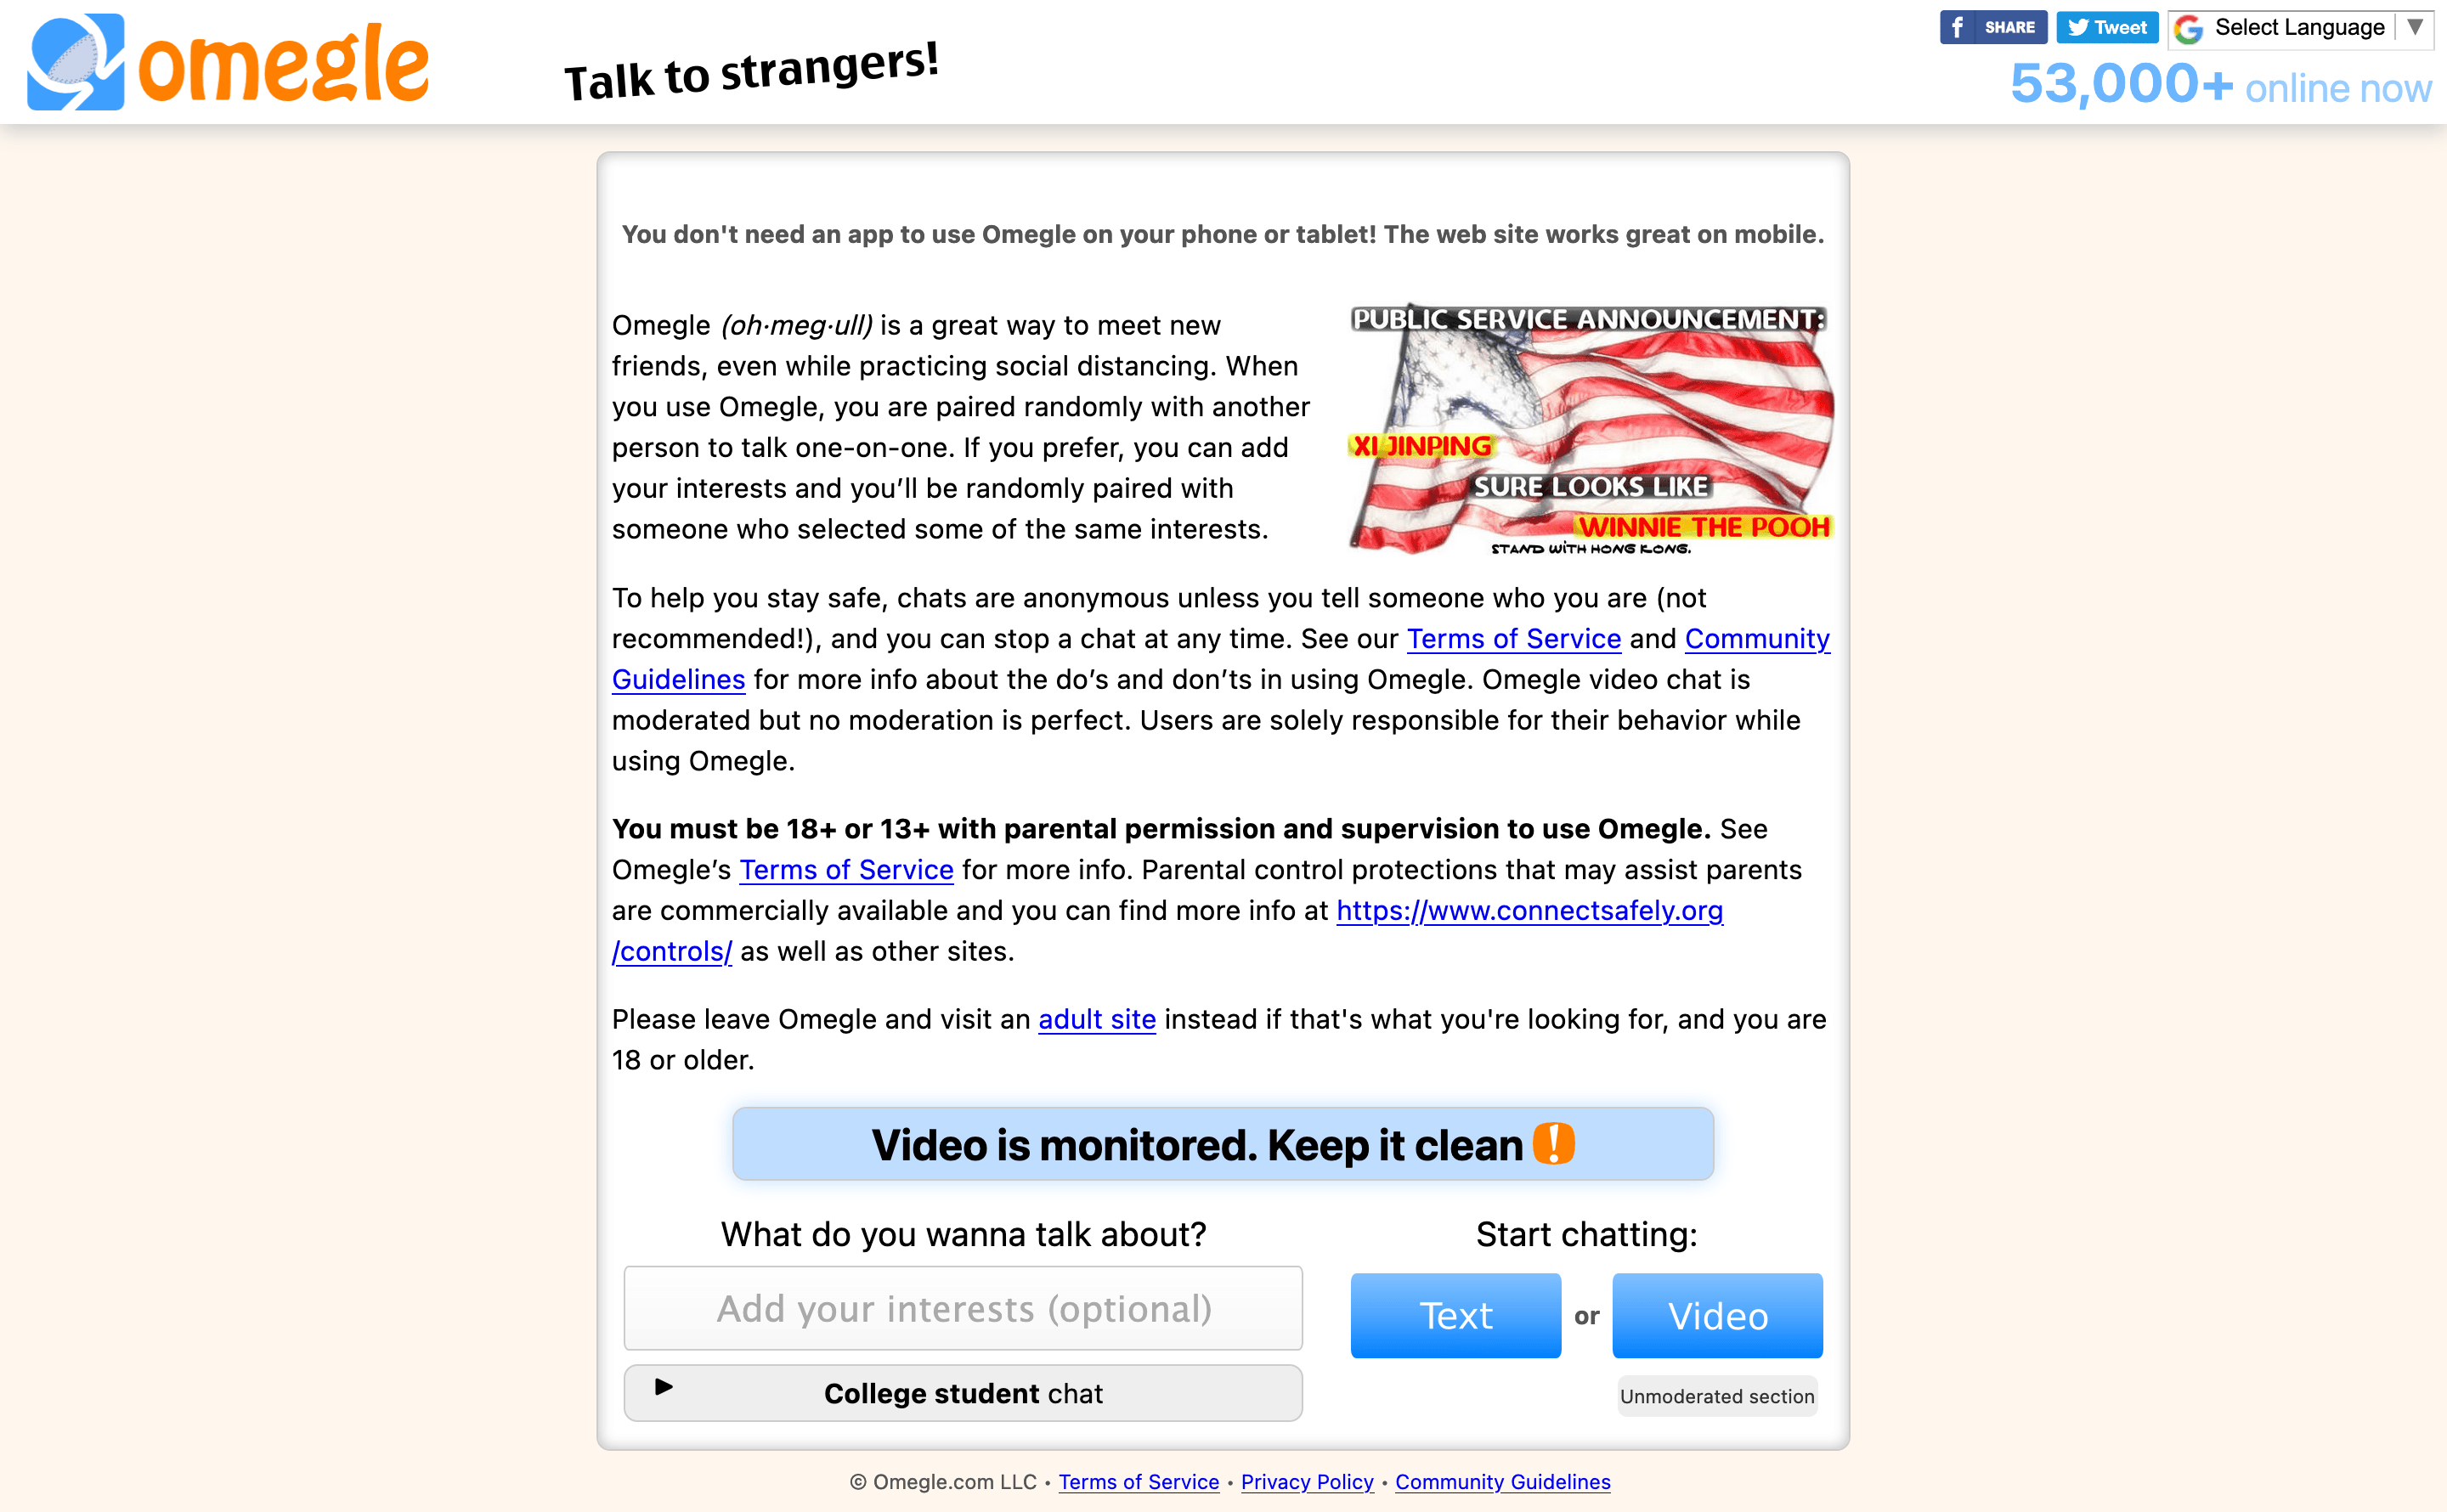 omegle
Talk to strangers!
f SHARE
Tweet
G Select Language ▼
53,000+ online now
You don't need an app to use Omegle on your phone or tablet! The web site works great on mobile.
Omegle (oh·meg·ull) is a great way to meet new
friends, even while practicing social distancing. When
you use Omegle, you are paired randomly with another
person to talk one-on-one. If you prefer, you can add
your interests and you’ll be randomly paired with
someone who selected some of the same interests.
PUBLIC SERVICE ANNOUNCEMENT:
XI JINPING
SURE LOOKS LIKE
WINNIE THE POOH
STAND WITH HONG KONG.
To help you stay safe, chats are anonymous unless you tell someone who you are (not
recommended!), and you can stop a chat at any time. See our Terms of Service and Community
Guidelines for more info about the do’s and don’ts in using Omegle. Omegle video chat is
moderated but no moderation is perfect. Users are solely responsible for their behavior while
using Omegle.
You must be 18+ or 13+ with parental permission and supervision to use Omegle. See
Omegle’s Terms of Service for more info. Parental control protections that may assist parents
are commercially available and you can find more info at https://www.connectsafely.org
/controls/ as well as other sites.
Please leave Omegle and visit an adult site instead if that's what you're looking for, and you are
18 or older.
Video is monitored. Keep it clean !
What do you wanna talk about?
Add your interests (optional)
College student chat
Start chatting:
Text or Video
Unmoderated section
© Omegle.com LLC • Terms of Service • Privacy Policy • Community Guidelines